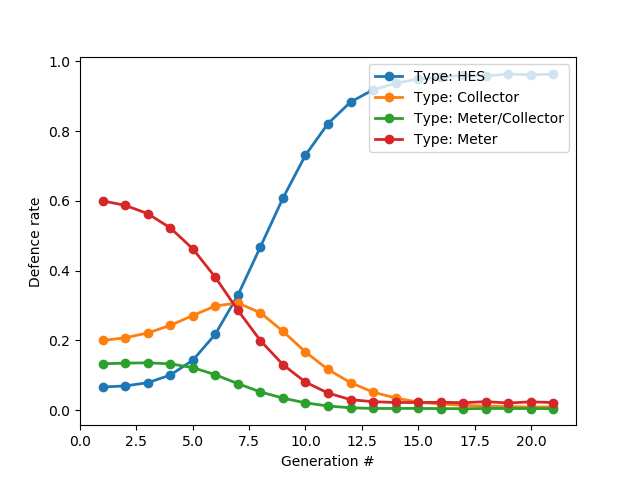 1.0
0.8
0.6
0.4
0.2
0.0
Defence rate
0.0 2.5 5.0 7.5 10.0 12.5 15.0 17.5 20.0
Generation #
Type: HES
Type: Collector
Type: Meter/Collector
Type: Meter